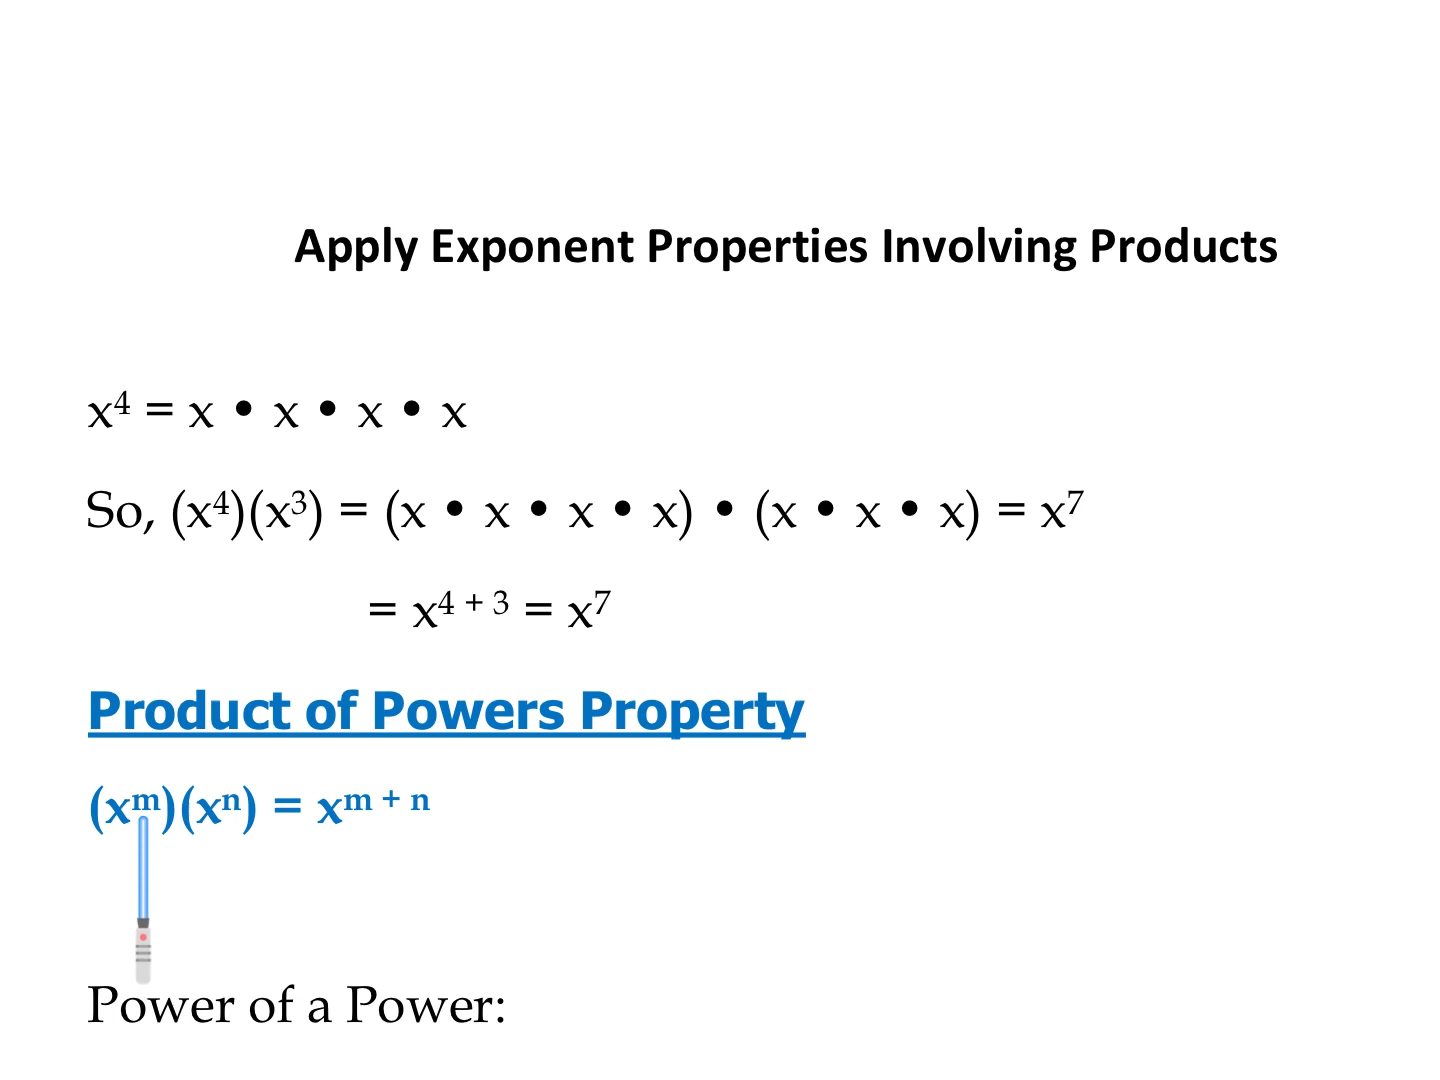 Apply Exponent Properties Involving Products
x⁴ = x • x • x • x
So, (x⁴)(x³) = (x • x • x • x) • (x • x • x) = x⁷
= x⁴ ⁺ ³ = x⁷
Product of Powers Property
(xᵐ)(xⁿ) = xᵐ ⁺ ⁿ
Power of a Power: